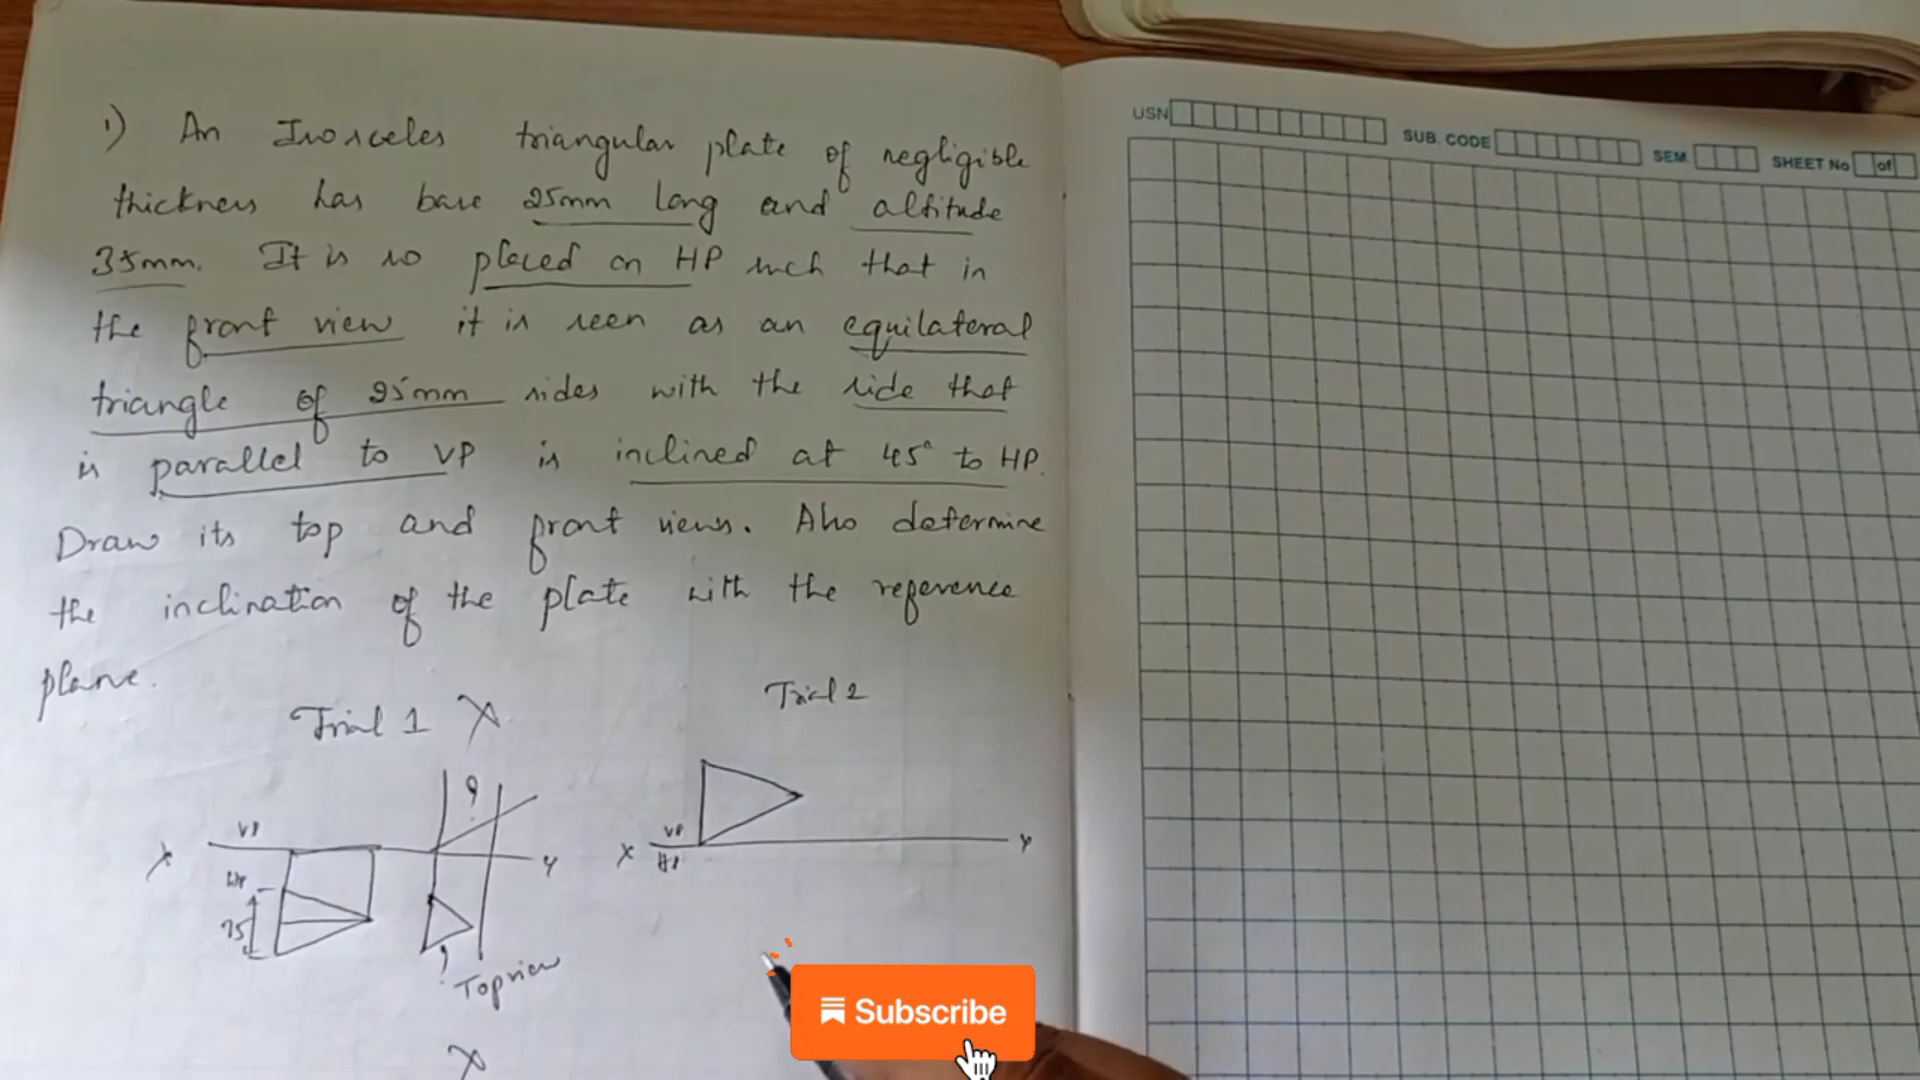 1) An Isosceles triangular plate of negligible
thickness has base 25mm long and altitude
35mm. It is so placed on HP such that in
the front view it is seen as an equilateral
triangle of 25mm sides with the side that
is parallel to VP is inclined at 45° to HP.
Draw its top and front views. Also determine
the inclination of the plate with the reference
plane.
Trial 1 X
Trial 2
VP
X
Y
HP
25
?
?
Top view
X
VP
X HP
Y
USN
SUB. CODE
SEM.
SHEET No of
Subscribe